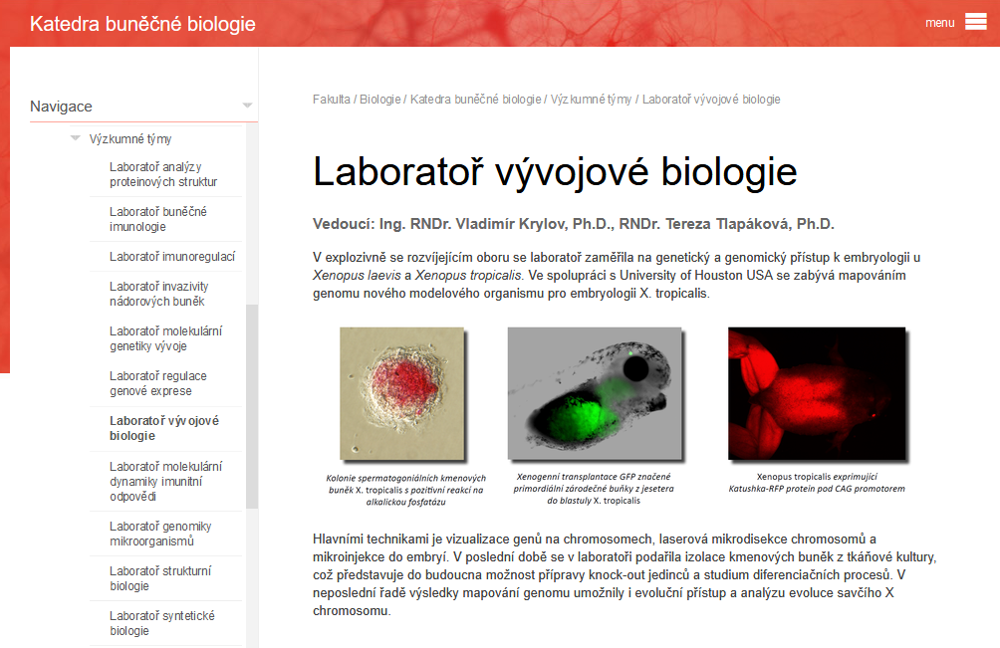 Katedra buněčné biologie
menu
Navigace
Výzkumné týmy
Laboratoř analýzy
proteinových struktur
Laboratoř buněčné
imunologie
Laboratoř imunoregulací
Laboratoř invazivity
nádorových buněk
Laboratoř molekulární
genetiky vývoje
Laboratoř regulace
genové exprese
Laboratoř vývojové
biologie
Laboratoř molekulární
dynamiky imunitní
odpovědi
Laboratoř genomiky
mikroorganismů
Laboratoř strukturní
biologie
Laboratoř syntetické
biologie
Fakulta / Biologie / Katedra buněčné biologie / Výzkumné týmy / Laboratoř vývojové biologie
Laboratoř vývojové biologie
Vedoucí: Ing. RNDr. Vladimír Krylov, Ph.D., RNDr. Tereza Tlapáková, Ph.D.
V explozivně se rozvíjejícím oboru se laboratoř zaměřila na genetický a genomický přístup k embryologii u
Xenopus laevis a Xenopus tropicalis. Ve spolupráci s University of Houston USA se zabývá mapováním
genomu nového modelového organismu pro embryologii X. tropicalis.
Kolonie spermatogoniálních kmenových
buněk X. tropicalis s pozitivní reakcí na
alkalickou fosfatázu
Xenogenní transplantace GFP značené
primordiální zárodečné buňky z jesetera
do blastuly X. tropicalis
Xenopus tropicalis exprimující
Katushka-RFP protein pod CAG promotorem
Hlavními technikami je vizualizace genů na chromosomech, laserová mikrodisekce chromosomů a
mikroinjekce do embryí. V poslední době se v laboratoři podařila izolace kmenových buněk z tkáňové kultury,
což představuje do budoucna možnost přípravy knock-out jedinců a studium diferenciačních procesů. V
neposlední řadě výsledky mapování genomu umožnily i evoluční přístup a analýzu evoluce savčího X
chromosomu.